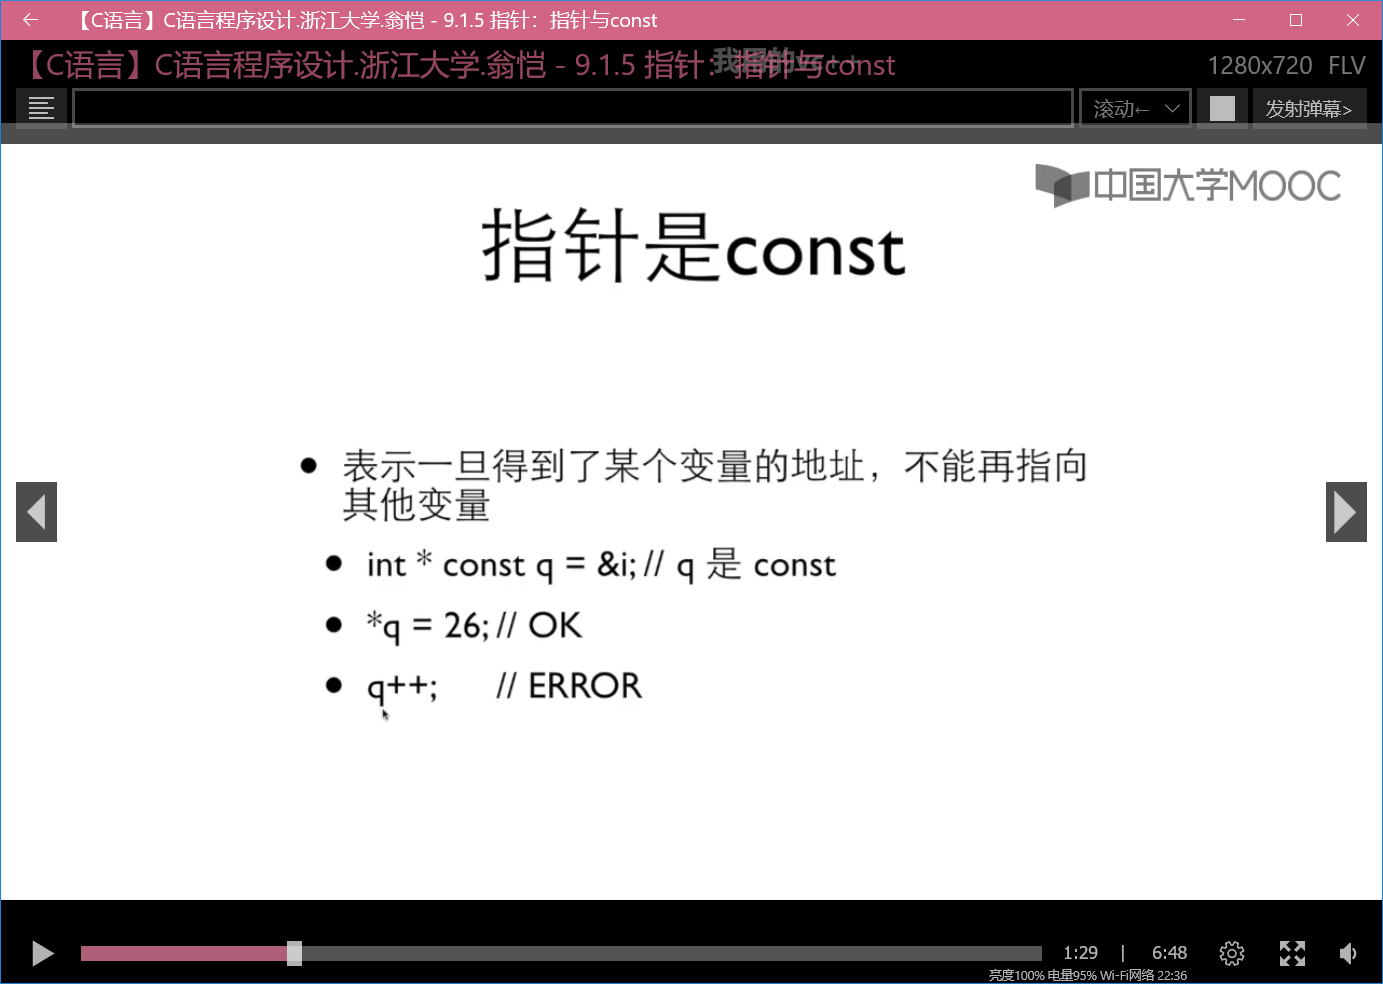 【C语言】C语言程序设计.浙江大学.翁恺 - 9.1.5 指针：指针与const
【C语言】C语言程序设计.浙江大学.翁恺 - 9.1.5 指针：指针与const
1280x720 FLV
滚动←
发射弹幕>
中国大学MOOC
指针是const
表示一旦得到了某个变量的地址，不能再指向
其他变量
int * const q = &i; // q 是 const
*q = 26; // OK
q++; // ERROR
1:29 | 6:48
亮度100% 电量95% Wi-Fi网络 22:36